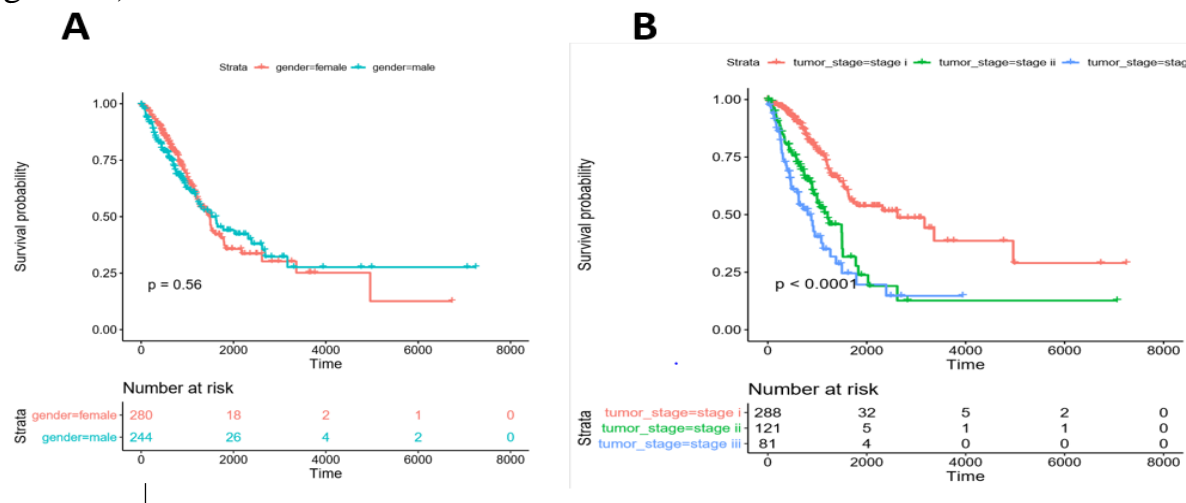 A
B
Strata gender=female gender=male
Strata tumor_stage=stage i tumor_stage=stage ii tumor_stage=stag
Survival probability
1.00
0.75
0.50
0.25
0.00
p = 0.56
0 2000 4000 6000 8000
Time
Survival probability
1.00
0.75
0.50
0.25
0.00
p < 0.0001
0 2000 4000 6000 8000
Time
Number at risk
Strata
gender=female 280 18 2 1 0
gender=male 244 26 4 2 0
0 2000 4000 6000 8000
Time
Number at risk
Strata
tumor_stage=stage i 288 32 5 2 0
tumor_stage=stage ii 121 5 1 1 0
tumor_stage=stage iii 81 4 0 0 0
0 2000 4000 6000 8000
Time